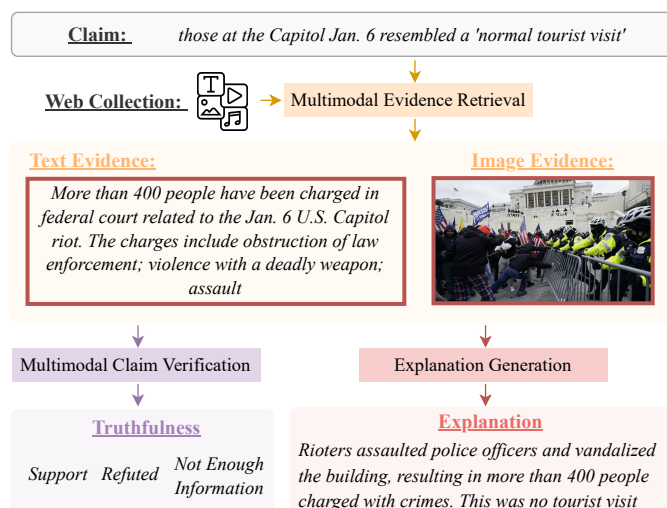 Claim: those at the Capitol Jan. 6 resembled a 'normal tourist visit'
Web Collection:
T
Multimodal Evidence Retrieval
Text Evidence:
Image Evidence:
More than 400 people have been charged in
federal court related to the Jan. 6 U.S. Capitol
riot. The charges include obstruction of law
enforcement; violence with a deadly weapon;
assault
Multimodal Claim Verification
Explanation Generation
Truthfulness
Support Refuted Not Enough
Information
Explanation
Rioters assaulted police officers and vandalized
the building, resulting in more than 400 people
charged with crimes. This was no tourist visit